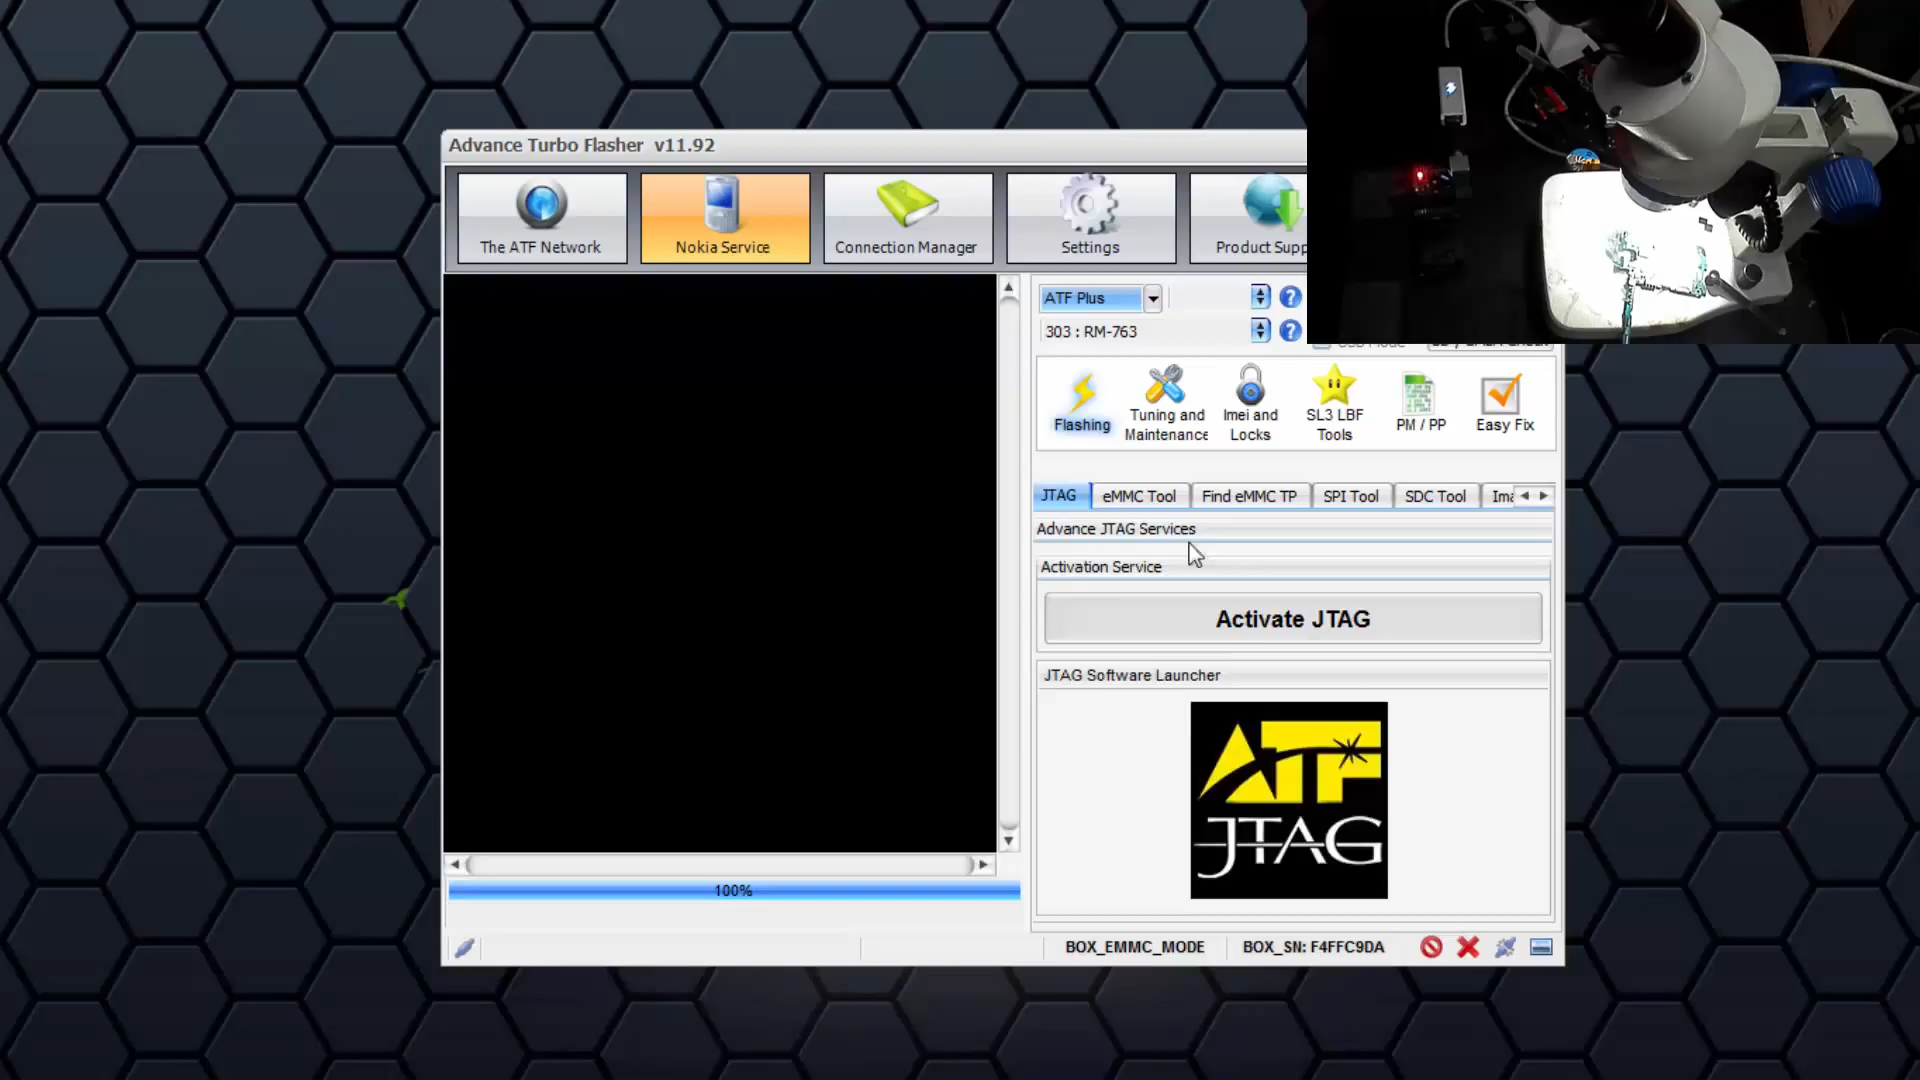 Advance Turbo Flasher v11.92
The ATF Network
Nokia Service
Connection Manager
Settings
Product Supp
ATF Plus
303 : RM-763
Flashing
Tuning and
Maintenance
Imei and
Locks
SL3 LBF
Tools
PM / PP
Easy Fix
JTAG
eMMC Tool
Find eMMC TP
SPI Tool
SDC Tool
Ima
Advance JTAG Services
Activation Service
Activate JTAG
JTAG Software Launcher
ATF
JTAG
100%
BOX_EMMC_MODE
BOX_SN: F4FFC9DA